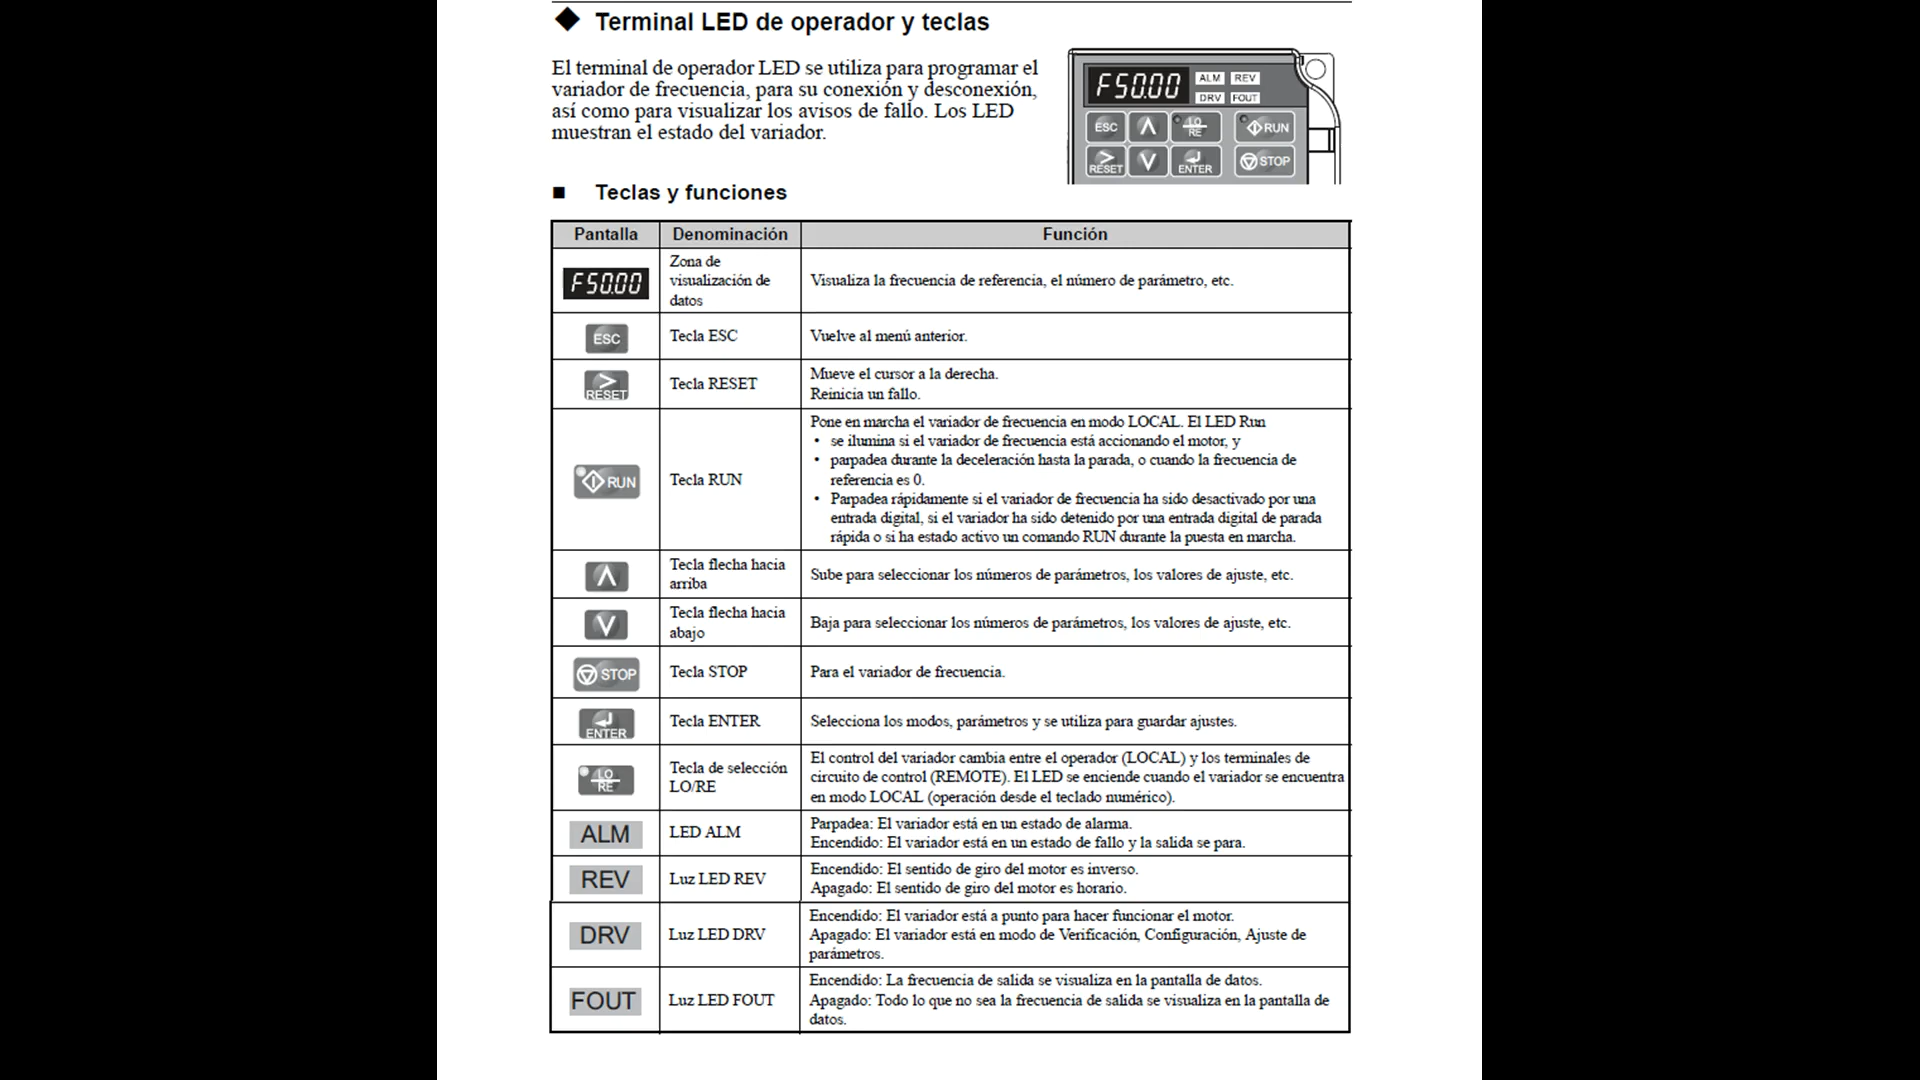 ◆ Terminal LED de operador y teclas
El terminal de operador LED se utiliza para programar el
variador de frecuencia, para su conexión y desconexión,
así como para visualizar los avisos de fallo. Los LED
muestran el estado del variador.
F50.00 ALM REV
DRV FOUT
ESC LO RE RUN
RESET ENTER STOP
■ Teclas y funciones
Pantalla Denominación Función
F50.00
Zona de
visualización de
datos
Visualiza la frecuencia de referencia, el número de parámetro, etc.
ESC Tecla ESC Vuelve al menú anterior.
> RESET Tecla RESET
Mueve el cursor a la derecha.
Reinicia un fallo.
RUN Tecla RUN
Pone en marcha el variador de frecuencia en modo LOCAL. El LED Run
• se ilumina si el variador de frecuencia está accionando el motor, y
• parpadea durante la deceleración hasta la parada, o cuando la frecuencia de
referencia es 0.
• Parpadea rápidamente si el variador de frecuencia ha sido desactivado por una
entrada digital, si el variador ha sido detenido por una entrada digital de parada
rápida o si ha estado activo un comando RUN durante la puesta en marcha.
Tecla flecha hacia
arriba
Sube para seleccionar los números de parámetros, los valores de ajuste, etc.
Tecla flecha hacia
abajo
Baja para seleccionar los números de parámetros, los valores de ajuste, etc.
STOP Tecla STOP Para el variador de frecuencia.
ENTER Tecla ENTER Selecciona los modos, parámetros y se utiliza para guardar ajustes.
LO RE
Tecla de selección
LO/RE
El control del variador cambia entre el operador (LOCAL) y los terminales de
circuito de control (REMOTE). El LED se enciende cuando el variador se encuentra
en modo LOCAL (operación desde el teclado numérico).
ALM LED ALM
Parpadea: El variador está en un estado de alarma.
Encendido: El variador está en un estado de fallo y la salida se para.
REV Luz LED REV
Encendido: El sentido de giro del motor es inverso.
Apagado: El sentido de giro del motor es horario.
DRV Luz LED DRV
Encendido: El variador está a punto para hacer funcionar el motor.
Apagado: El variador está en modo de Verificación, Configuración, Ajuste de
parámetros.
FOUT Luz LED FOUT
Encendido: La frecuencia de salida se visualiza en la pantalla de datos.
Apagado: Todo lo que no sea la frecuencia de salida se visualiza en la pantalla de
datos.